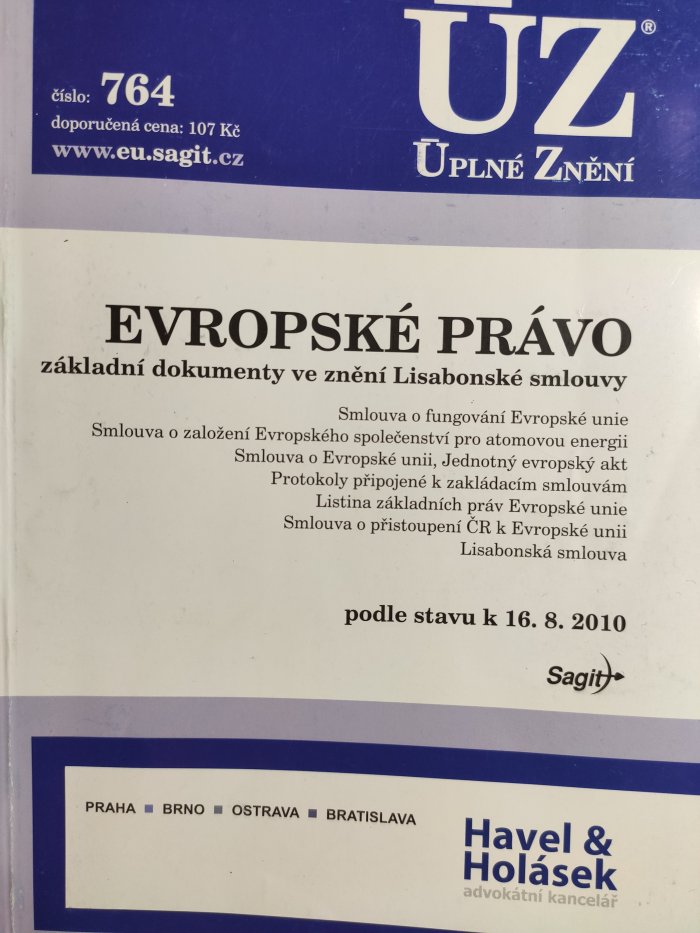 ÚZ®
číslo: 764
doporučená cena: 107 Kč
www.eu.sagit.cz
ÚPLNÉ ZNĚNÍ
EVROPSKÉ PRÁVO
základní dokumenty ve znění Lisabonské smlouvy
Smlouva o fungování Evropské unie
Smlouva o založení Evropského společenství pro atomovou energii
Smlouva o Evropské unii, Jednotný evropský akt
Protokoly připojené k zakládacím smlouvám
Listina základních práv Evropské unie
Smlouva o přistoupení ČR k Evropské unii
Lisabonská smlouva
podle stavu k 16. 8. 2010
Sagit
PRAHA ■ BRNO ■ OSTRAVA ■ BRATISLAVA
Havel &
Holásek
advokátní kancelář